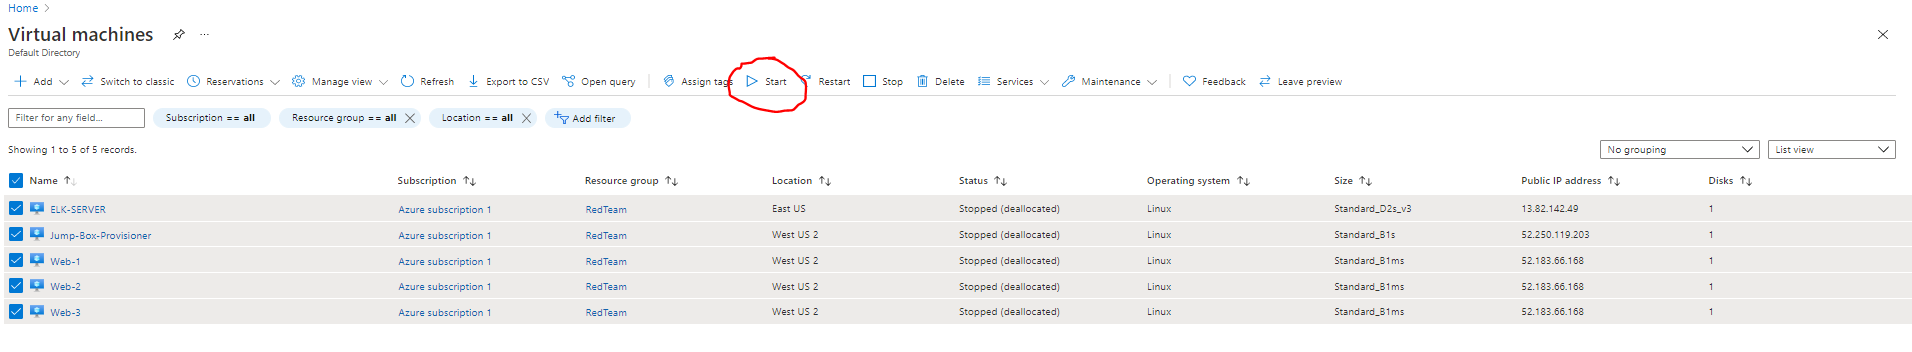 Home
Virtual machines
Default Directory
Add Switch to classic Reservations Manage view Refresh Export to CSV Open query Assign tags Start Restart Stop Delete Services Maintenance Feedback Leave preview
Filter for any field... Subscription == all Resource group == all Location == all Add filter
Showing 1 to 5 of 5 records. No grouping List view
Name Subscription Resource group Location Status Operating system Size Public IP address Disks
ELK-SERVER Azure subscription 1 RedTeam East US Stopped (deallocated) Linux Standard_D2s_v3 13.82.142.49 1
Jump-Box-Provisioner Azure subscription 1 RedTeam West US 2 Stopped (deallocated) Linux Standard_B1s 52.250.119.203 1
Web-1 Azure subscription 1 RedTeam West US 2 Stopped (deallocated) Linux Standard_B1ms 52.183.66.168 1
Web-2 Azure subscription 1 RedTeam West US 2 Stopped (deallocated) Linux Standard_B1ms 52.183.66.168 1
Web-3 Azure subscription 1 RedTeam West US 2 Stopped (deallocated) Linux Standard_B1ms 52.183.66.168 1